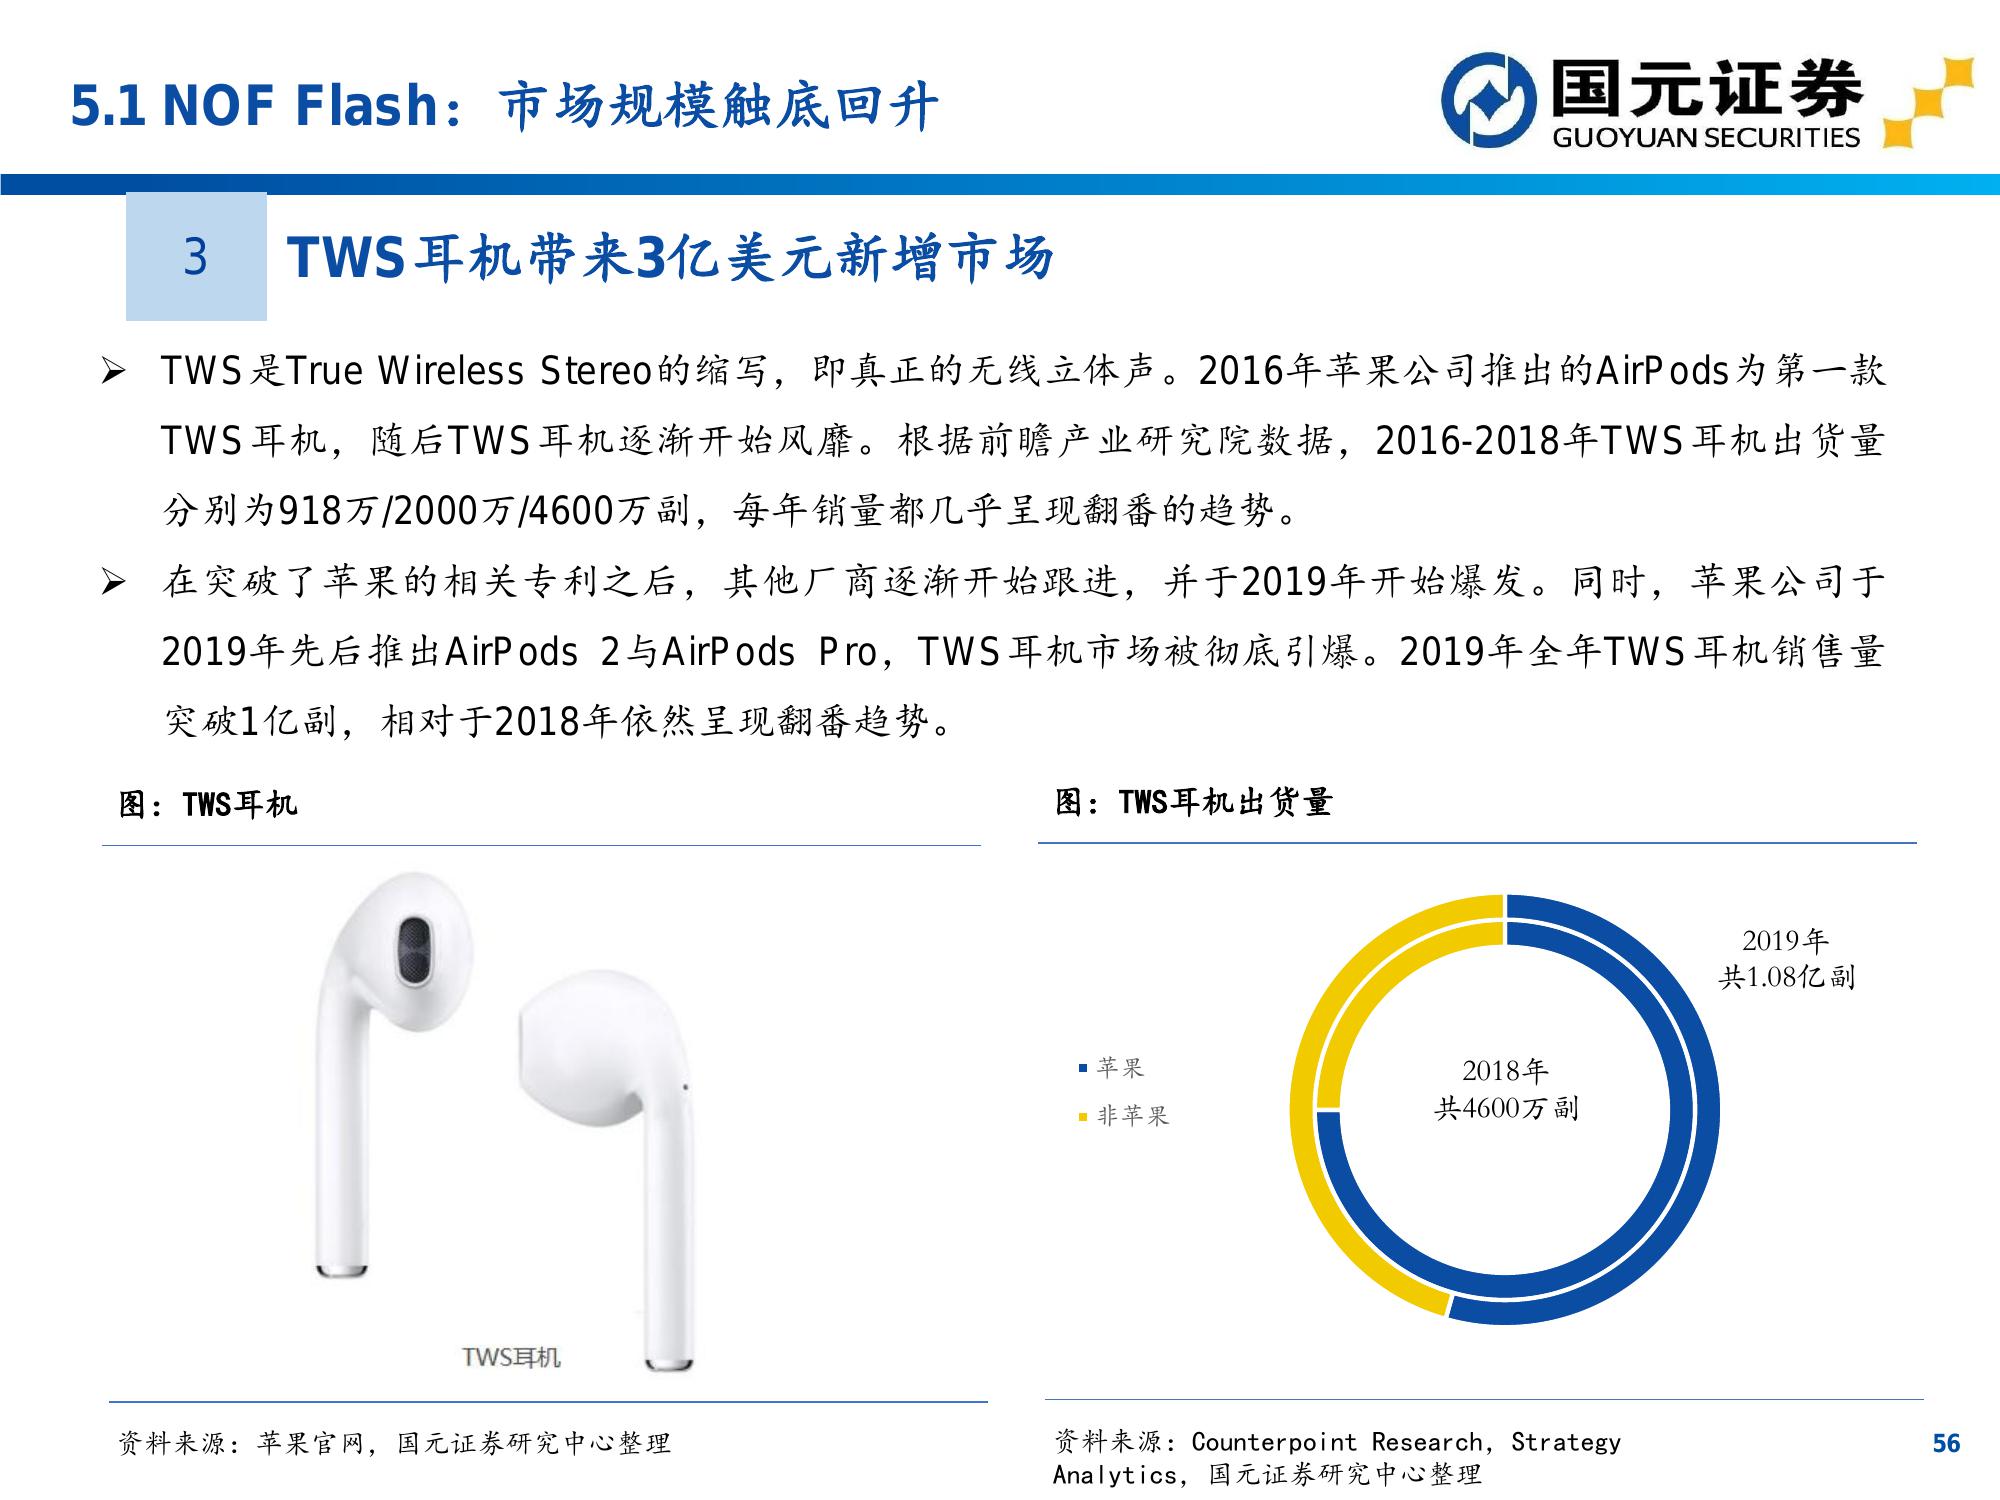 5.1 NOF Flash：市场规模触底回升
国元证券
GUOYUAN SECURITIES
3
TWS耳机带来3亿美元新增市场
➢ TWS是True Wireless Stereo的缩写，即真正的无线立体声。2016年苹果公司推出的AirPods为第一款
TWS耳机，随后TWS耳机逐渐开始风靡。根据前瞻产业研究院数据，2016-2018年TWS耳机出货量
分别为918万/2000万/4600万副，每年销量都几乎呈现翻番的趋势。
➢ 在突破了苹果的相关专利之后，其他厂商逐渐开始跟进，并于2019年开始爆发。同时，苹果公司于
2019年先后推出AirPods 2与AirPods Pro，TWS耳机市场被彻底引爆。2019年全年TWS耳机销售量
突破1亿副，相对于2018年依然呈现翻番趋势。
图：TWS耳机
TWS耳机
资料来源：苹果官网，国元证券研究中心整理
图：TWS耳机出货量
2019年
共1.08亿副
2018年
共4600万副
苹果
非苹果
资料来源：Counterpoint Research，Strategy
Analytics，国元证券研究中心整理
56